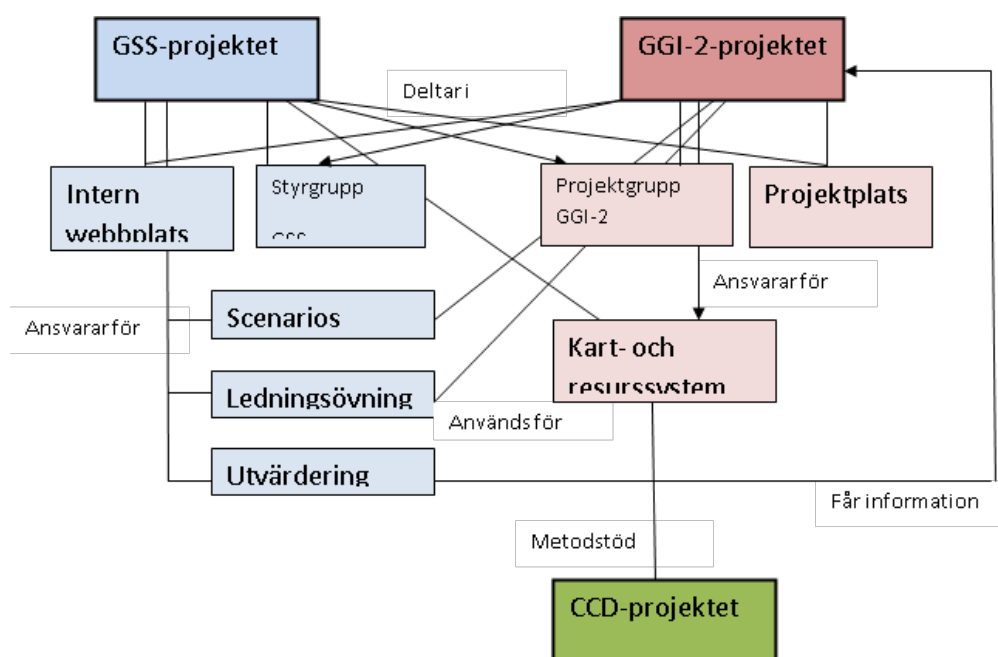 GSS-projektet
GGI-2-projektet
Deltar i
Intern
webbplats
Styrgrupp
GSS
Projektgrupp
GGI-2
Projektplats
Ansvarar för
Ansvarar för
Scenarios
Kart- och
resurssystem
Ledningsövning
Används för
Utvärdering
Får information
Metodstöd
CCD-projektet